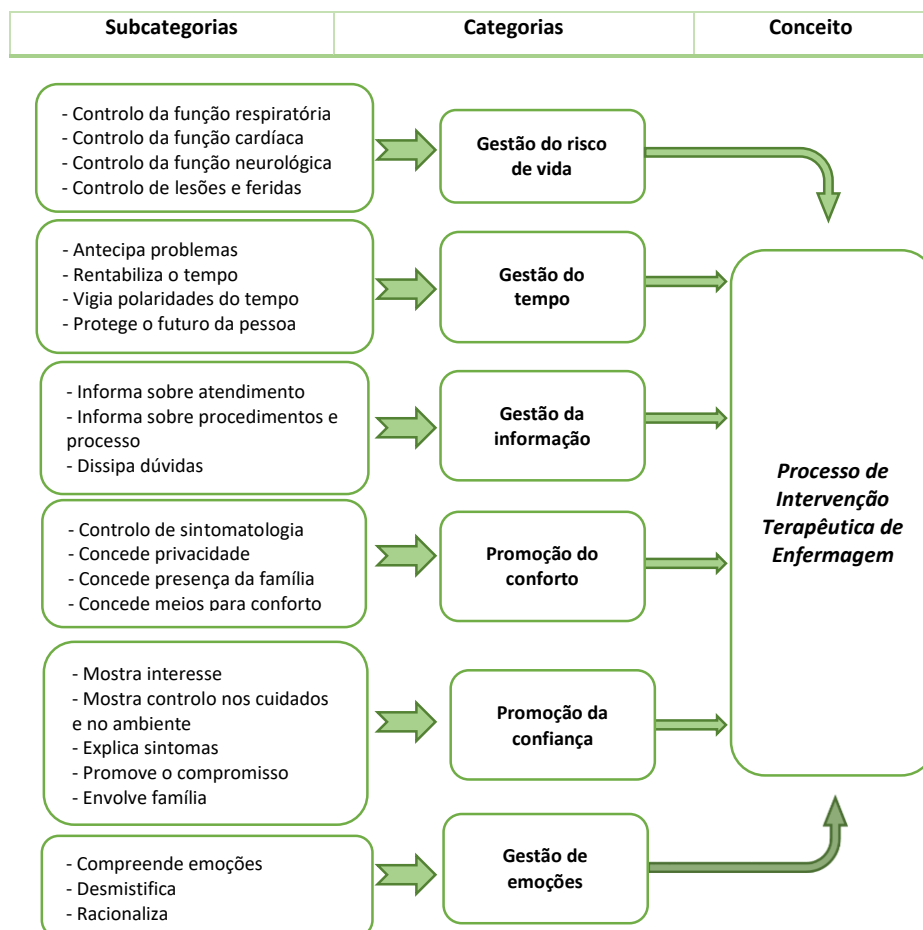 Subcategorias
Categorias
Conceito
- Controlo da função respiratória
- Controlo da função cardíaca
- Controlo da função neurológica
- Controlo de lesões e feridas
Gestão do risco
de vida
- Antecipa problemas
- Rentabiliza o tempo
- Vigia polaridades do tempo
- Protege o futuro da pessoa
Gestão do
tempo
- Informa sobre atendimento
- Informa sobre procedimentos e
processo
- Dissipa dúvidas
Gestão da
informação
- Controlo de sintomatologia
- Concede privacidade
- Concede presença da família
- Concede meios para conforto
Promoção do
conforto
- Mostra interesse
- Mostra controlo nos cuidados
e no ambiente
- Explica sintomas
- Promove o compromisso
- Envolve família
Promoção da
confiança
- Compreende emoções
- Desmistifica
- Racionaliza
Gestão de
emoções
Processo de
Intervenção
Terapêutica de
Enfermagem